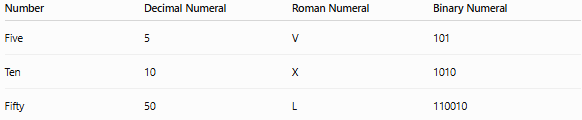 Number Decimal Numeral Roman Numeral Binary Numeral
Five 5 V 101
Ten 10 X 1010
Fifty 50 L 110010